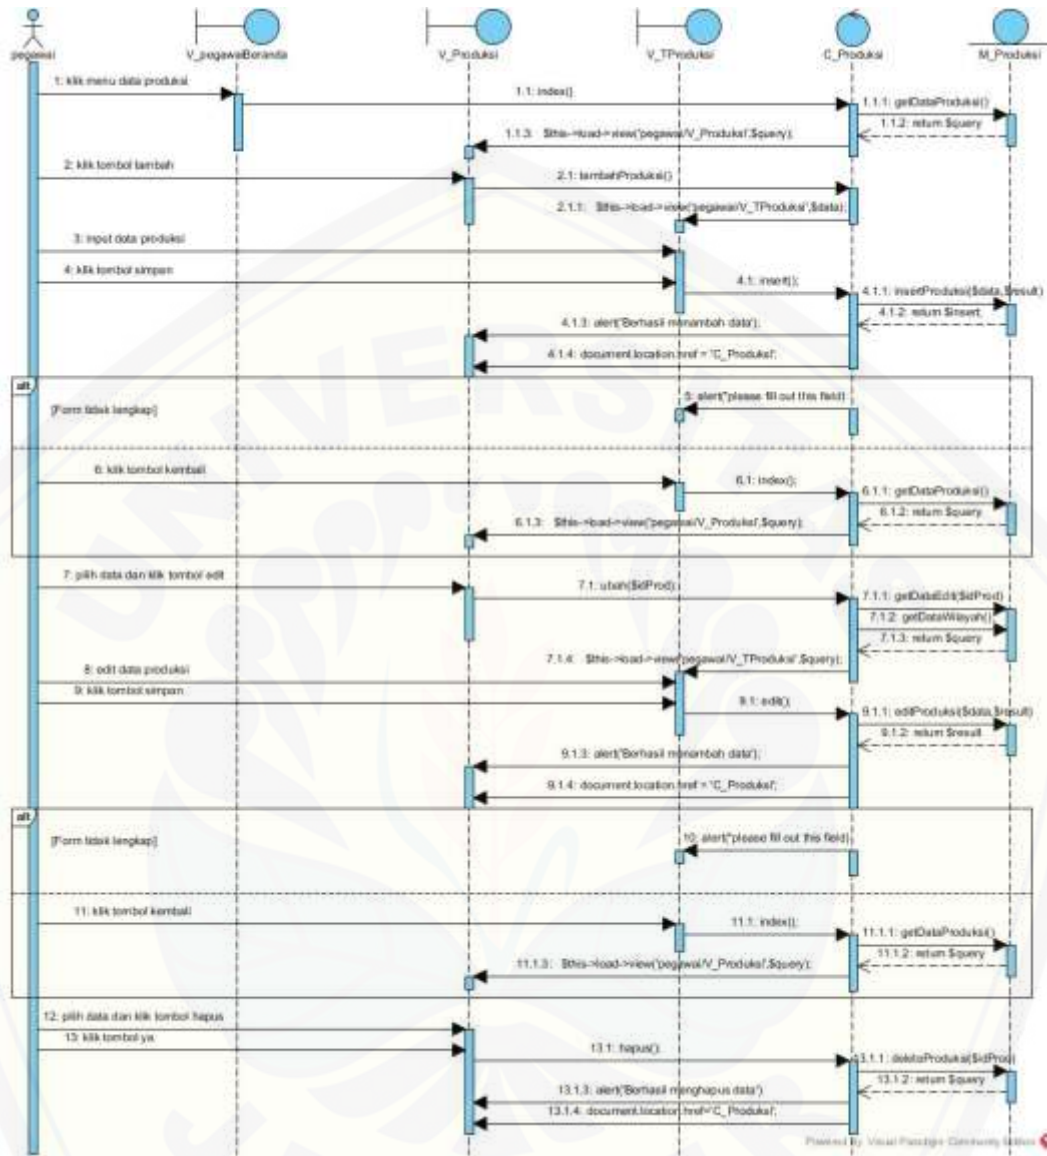 pegawai
V_pegawaiBeranda
V_Produksi
V_TProduksi
C_Produksi
M_Produksi
1: klik menu data produksi
1.1: index()
1.1.1: getDataProduksi()
1.1.2: return $query
1.1.3: $this->load->view('pegawai/V_Produksi',$query);
2: klik tombol tambah
2.1: tambahProduksi()
2.1.1: $this->load->view('pegawai/V_TProduksi',$data);
3: input data produksi
4: klik tombol simpan
4.1: insert();
4.1.1: insertProduksi($data,$result)
4.1.2: return $insert;
4.1.3: alert('Berhasil menambah data');
4.1.4: document.location.href = 'C_Produksi';
alt
[Form tidak lengkap]
5: alert("please fill out this field)
6: klik tombol kembali
6.1: index();
6.1.1: getDataProduksi()
6.1.2: return $query
6.1.3: $this->load->view('pegawai/V_Produksi',$query);
7: pilih data dan klik tombol edit
7.1: ubah($idProd)
7.1.1: getDataEdit($idProd)
7.1.2: getDataWilayah()
7.1.3: return $query
7.1.4: $this->load->view('pegawai/V_TProduksi',$query);
8: edit data produksi
9: klik tombol simpan
9.1: edit();
9.1.1: editProduksi($data,$result)
9.1.2: return $result
9.1.3: alert('Berhasil menambah data');
9.1.4: document.location.href = 'C_Produksi';
alt
[Form tidak lengkap]
10: alert("please fill out this field)
11: klik tombol kembali
11.1: index();
11.1.1: getDataProduksi()
11.1.2: return $query
11.1.3: $this->load->view('pegawai/V_Produksi',$query);
12: pilih data dan klik tombol hapus
13: klik tombol ya
13.1: hapus()
13.1.1: deleteProduksi($idProd)
13.1.2: return $query
13.1.3: alert('Berhasil menghapus data')
13.1.4: document.location.href='C_Produksi';
Powered By Visual Paradigm Community Edition
UNIVERSITAS